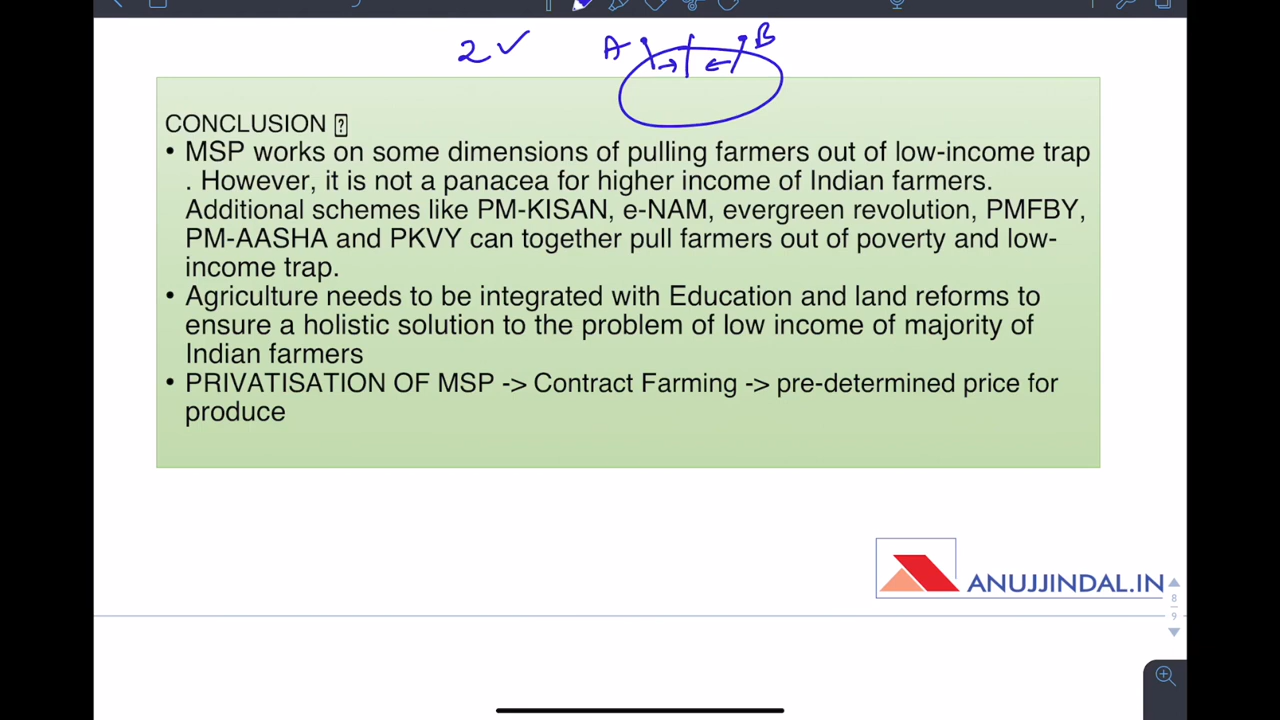 2 ✓ A B
CONCLUSION
• MSP works on some dimensions of pulling farmers out of low-income trap
. However, it is not a panacea for higher income of Indian farmers.
Additional schemes like PM-KISAN, e-NAM, evergreen revolution, PMFBY,
PM-AASHA and PKVY can together pull farmers out of poverty and low-
income trap.
• Agriculture needs to be integrated with Education and land reforms to
ensure a holistic solution to the problem of low income of majority of
Indian farmers
• PRIVATISATION OF MSP -> Contract Farming -> pre-determined price for
produce
ANUJJINDAL.IN
8
9